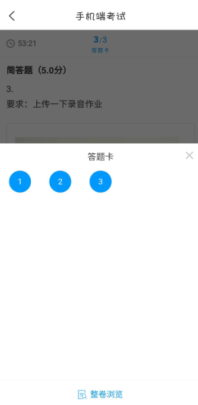 手机端考试
53:21
3/3
答题卡
简答题（5.0分）
3.
要求：上传一下录音作业
答题卡
1
2
3
整卷浏览